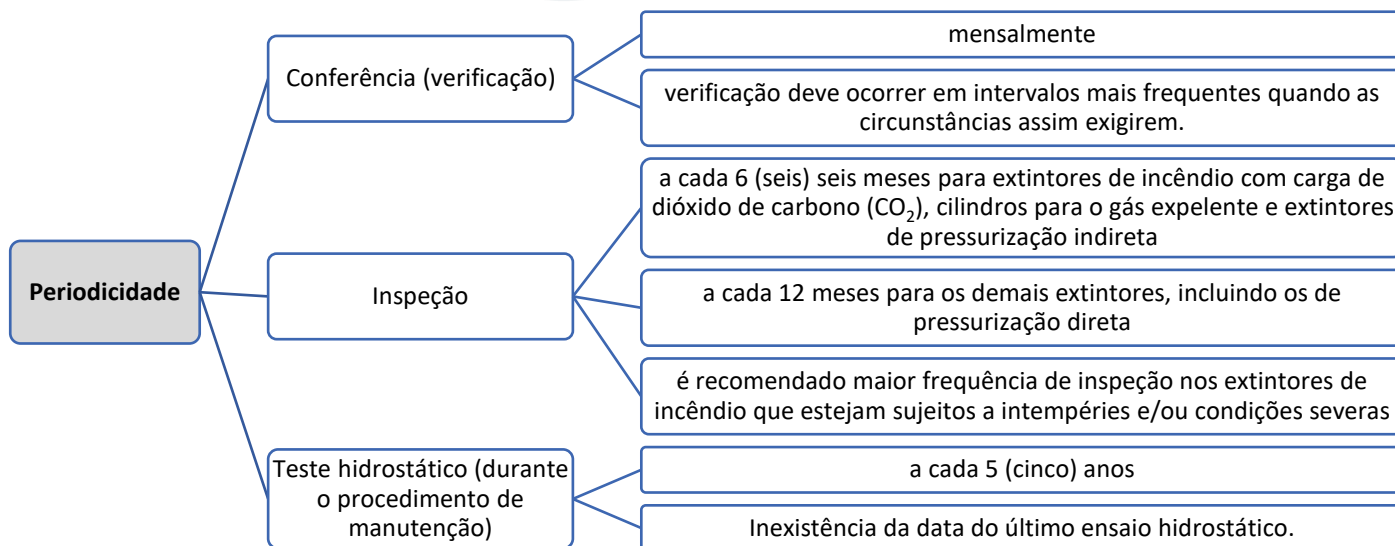 Periodicidade
Conferência (verificação)
mensalmente
verificação deve ocorrer em intervalos mais frequentes quando as
circunstâncias assim exigirem.
Inspeção
a cada 6 (seis) seis meses para extintores de incêndio com carga de
dióxido de carbono (CO₂), cilindros para o gás expelente e extintores
de pressurização indireta
a cada 12 meses para os demais extintores, incluindo os de
pressurização direta
é recomendado maior frequência de inspeção nos extintores de
incêndio que estejam sujeitos a intempéries e/ou condições severas
Teste hidrostático (durante
o procedimento de
manutenção)
a cada 5 (cinco) anos
Inexistência da data do último ensaio hidrostático.